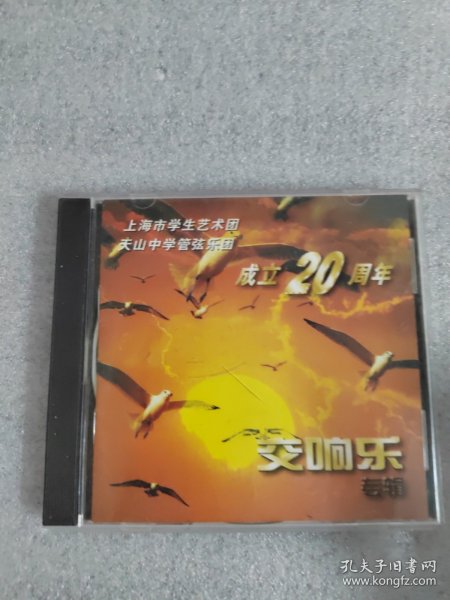 上海市学生艺术团
天山中学管弦乐团
成立20周年
交响乐
专辑
孔夫子旧书网
www.kongfz.com